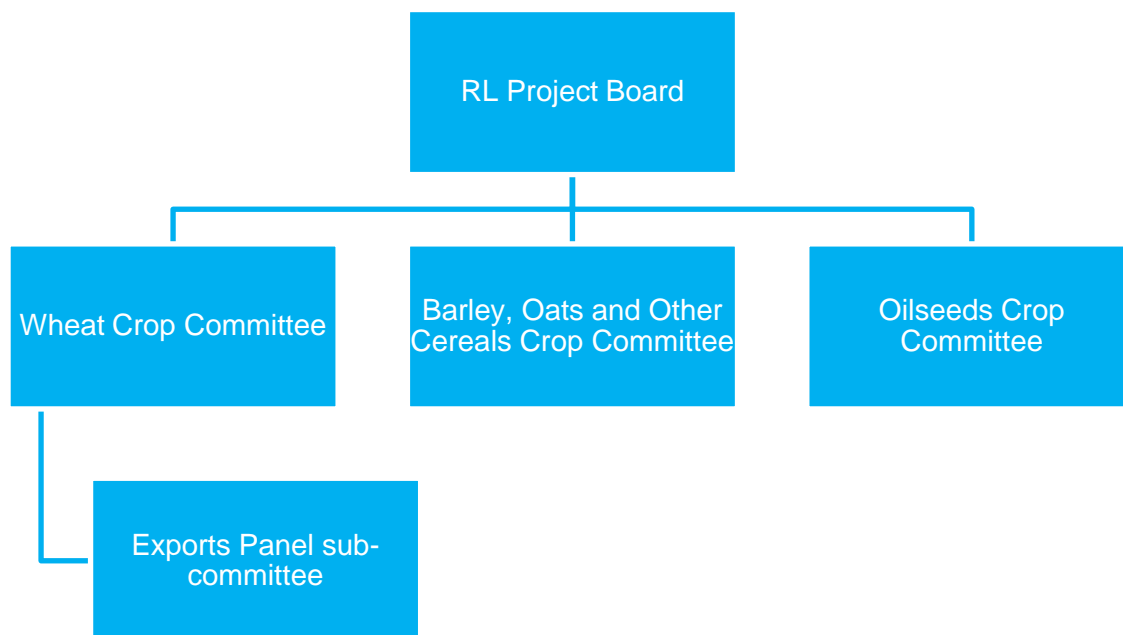 RL Project Board
Wheat Crop Committee
Barley, Oats and Other
Cereals Crop Committee
Oilseeds Crop
Committee
Exports Panel sub-
committee